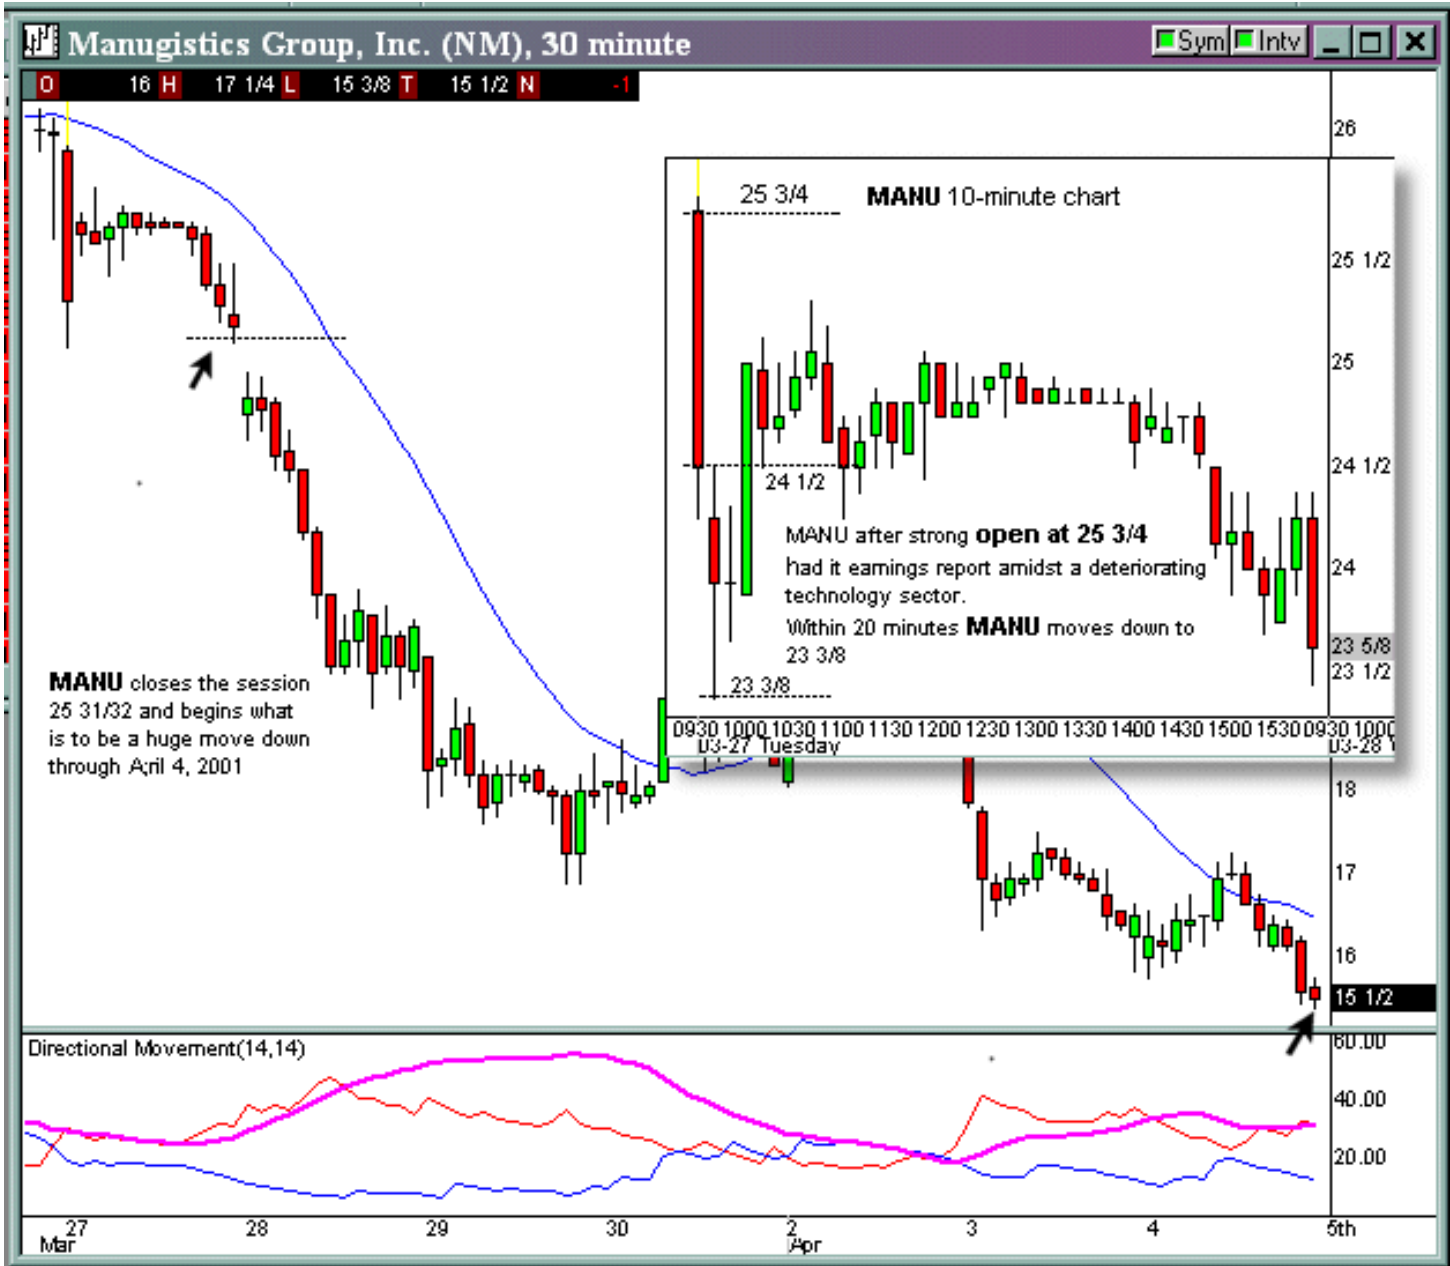 Manugistics Group, Inc. (NM), 30 minute
Sym Intv
O 16 H 17 1/4 L 15 3/8 T 15 1/2 N -1
26
25 3/4
MANU 10-minute chart
25 1/2
25
24 1/2
24 1/2
MANU after strong open at 25 3/4
had it earnings report amidst a deteriorating
technology sector.
Within 20 minutes MANU moves down to
23 3/8
24
23 5/8
23 1/2
23 3/8
0930 1000 1030 1100 1130 1200 1230 1300 1330 1400 1430 1500 1530 0930 1000
03-27 Tuesday
03-28
MANU closes the session
25 31/32 and begins what
is to be a huge move down
through A;ril 4, 2001
18
17
16
15 1/2
Directional Movement(14,14)
60.00
40.00
20.00
27 28 29 30 2 3 4 5th
Mar Apr